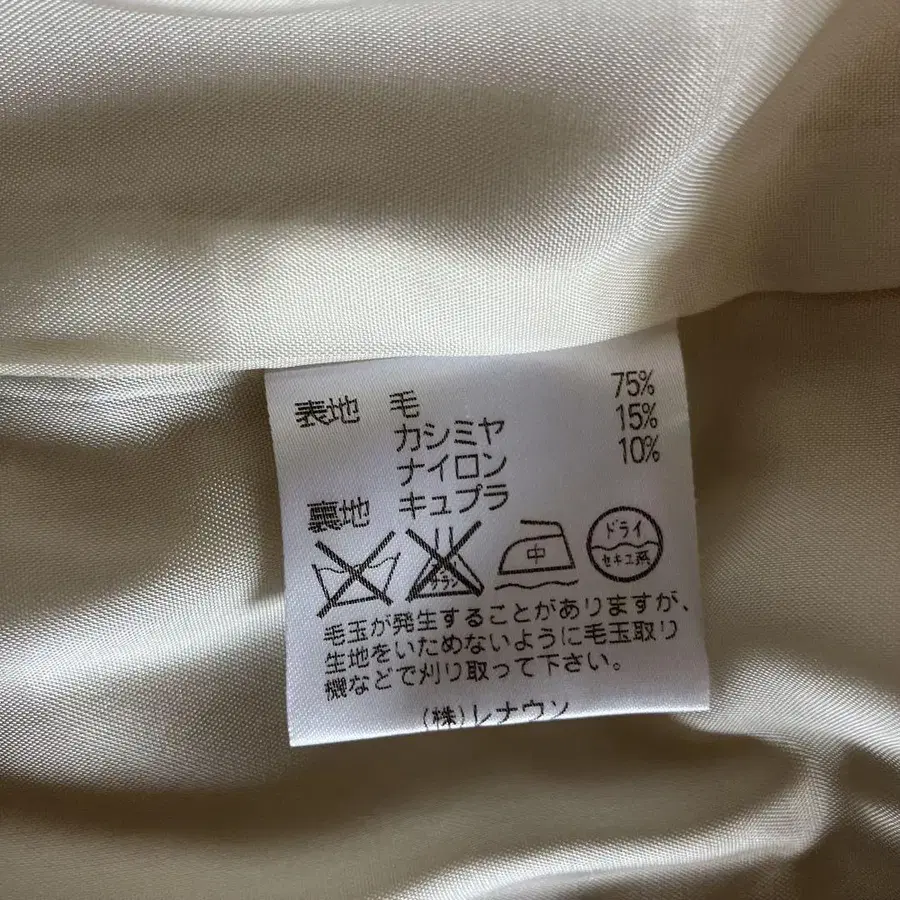 表地 毛 75%
カシミヤ 15%
ナイロン 10%
裏地 キュプラ
中 ドライ
セキユ系
毛玉が発生することがありますが、
生地をいためないように毛玉取り
機などで刈り取って下さい。
(株)レナウン